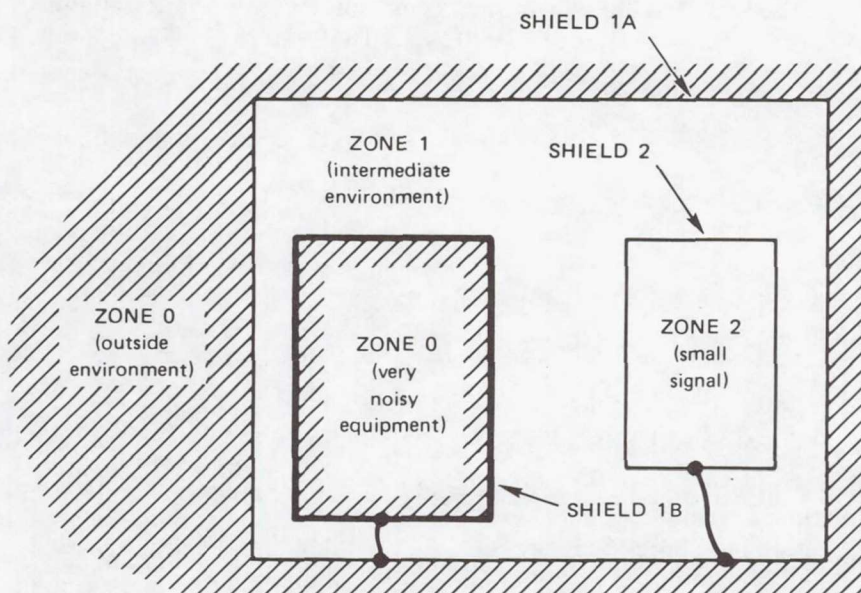 SHIELD 1A
ZONE 1
(intermediate
environment)
SHIELD 2
ZONE 0
(outside
environment)
ZONE 0
(very
noisy
equipment)
ZONE 2
(small
signal)
SHIELD 1B